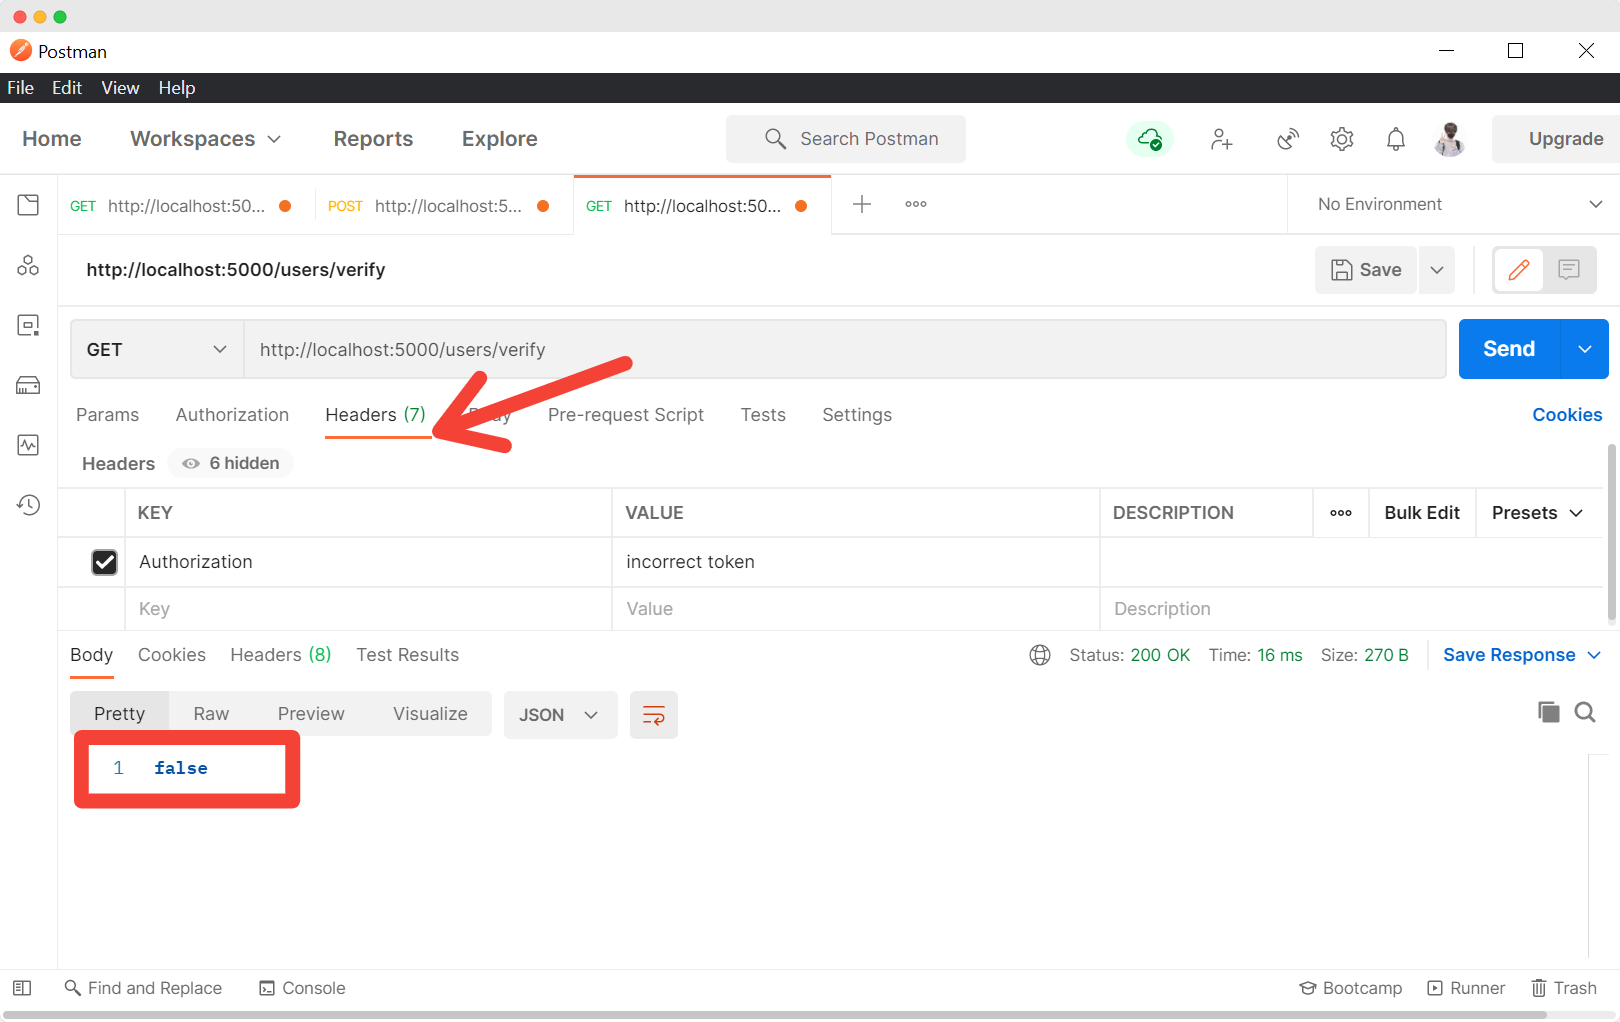 Postman
File Edit View Help
Home Workspaces Reports Explore Search Postman Upgrade
GET http://localhost:50... POST http://localhost:5... GET http://localhost:50... No Environment
http://localhost:5000/users/verify Save
GET http://localhost:5000/users/verify Send
Params Authorization Headers (7) Body Pre-request Script Tests Settings Cookies
Headers 6 hidden
KEY VALUE DESCRIPTION Bulk Edit Presets
Authorization incorrect token
Key Value Description
Body Cookies Headers (8) Test Results Status: 200 OK Time: 16 ms Size: 270 B Save Response
Pretty Raw Preview Visualize JSON
1 false
Find and Replace Console Bootcamp Runner Trash